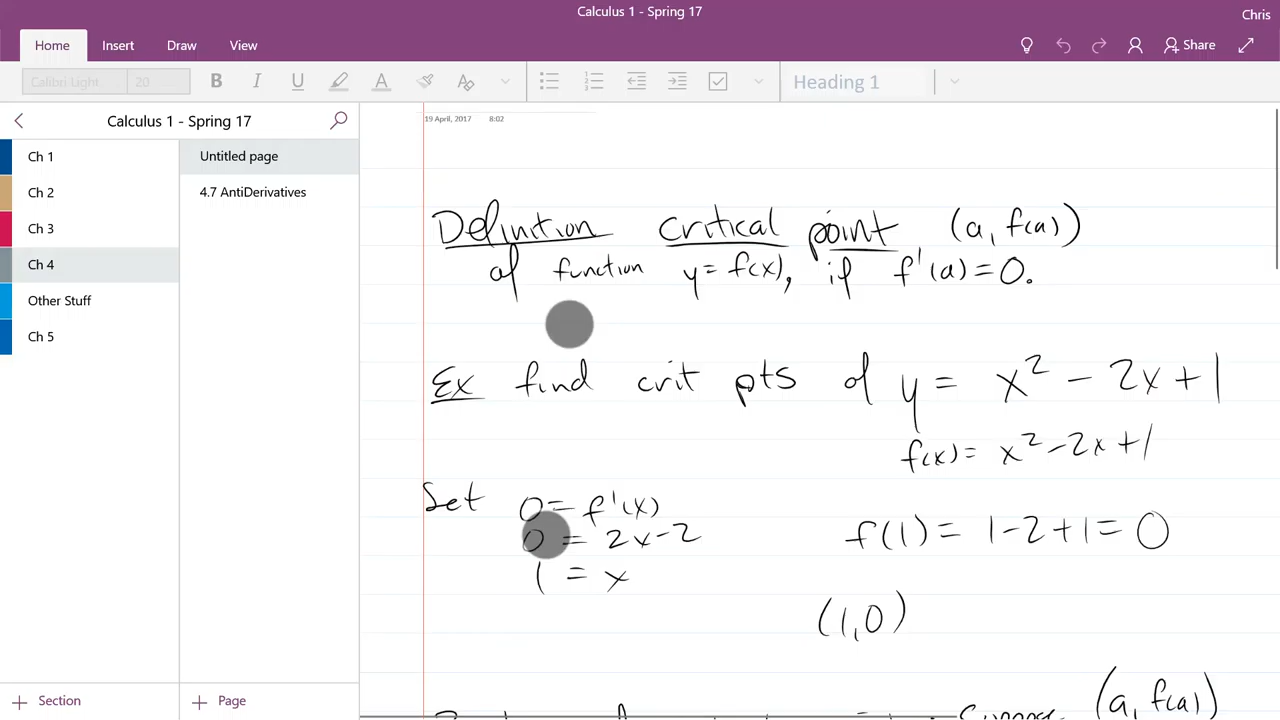 Calculus 1 - Spring 17
Chris
Home Insert Draw View
Share
Calibri Light 20 B I U A A
Heading 1
Calculus 1 - Spring 17
Ch 1
Ch 2
Ch 3
Ch 4
Other Stuff
Ch 5
Untitled page
4.7 AntiDerivatives
Section
Page
19 April, 2017 8:02
Definition critical point (a, f(a))
of function y = f(x), if f'(a) = 0.
Ex find crit pts of y = x² - 2x + 1
f(x) = x² - 2x + 1
Set 0 = f'(x)
0 = 2x - 2
1 = x
f(1) = 1 - 2 + 1 = 0
(1, 0)
(a, f(a))